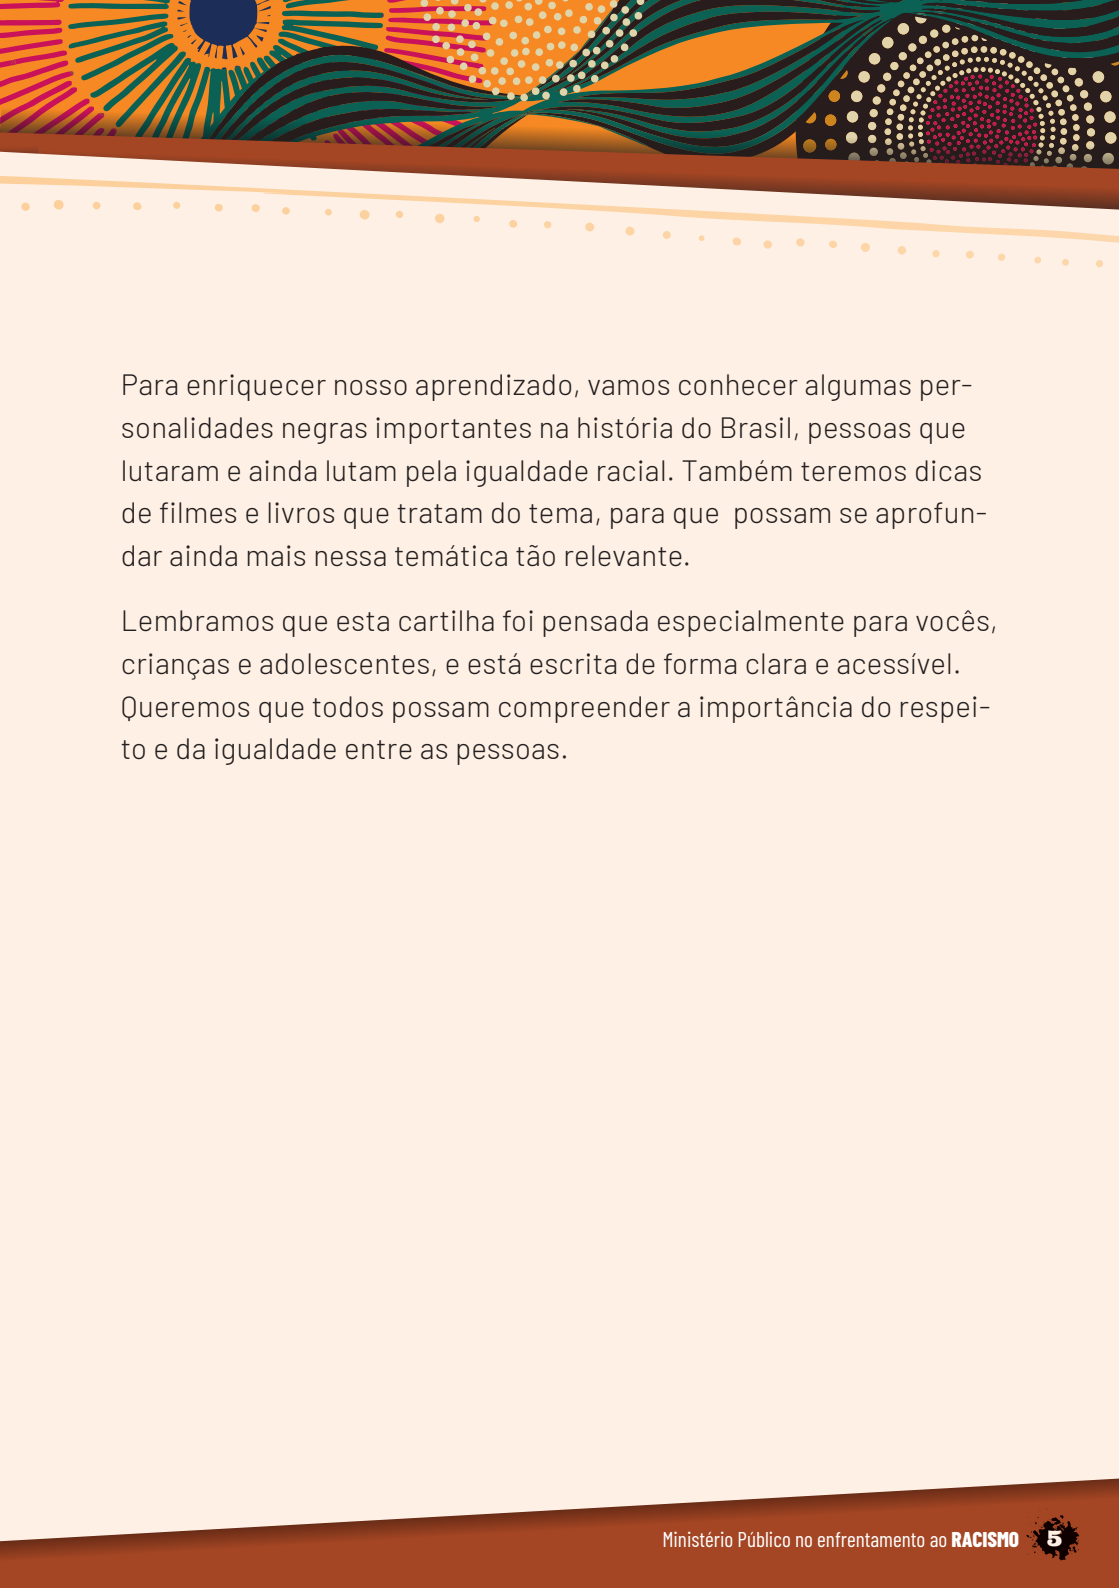 Para enriquecer nosso aprendizado, vamos conhecer algumas per-
sonalidades negras importantes na história do Brasil, pessoas que
lutaram e ainda lutam pela igualdade racial. Também teremos dicas
de filmes e livros que tratam do tema, para que  possam se aprofun-
dar ainda mais nessa temática tão relevante.
Lembramos que esta cartilha foi pensada especialmente para vocês,
crianças e adolescentes, e está escrita de forma clara e acessível.
Queremos que todos possam compreender a importância do respei-
to e da igualdade entre as pessoas.
Ministério Público no enfrentamento ao RACISMO 5